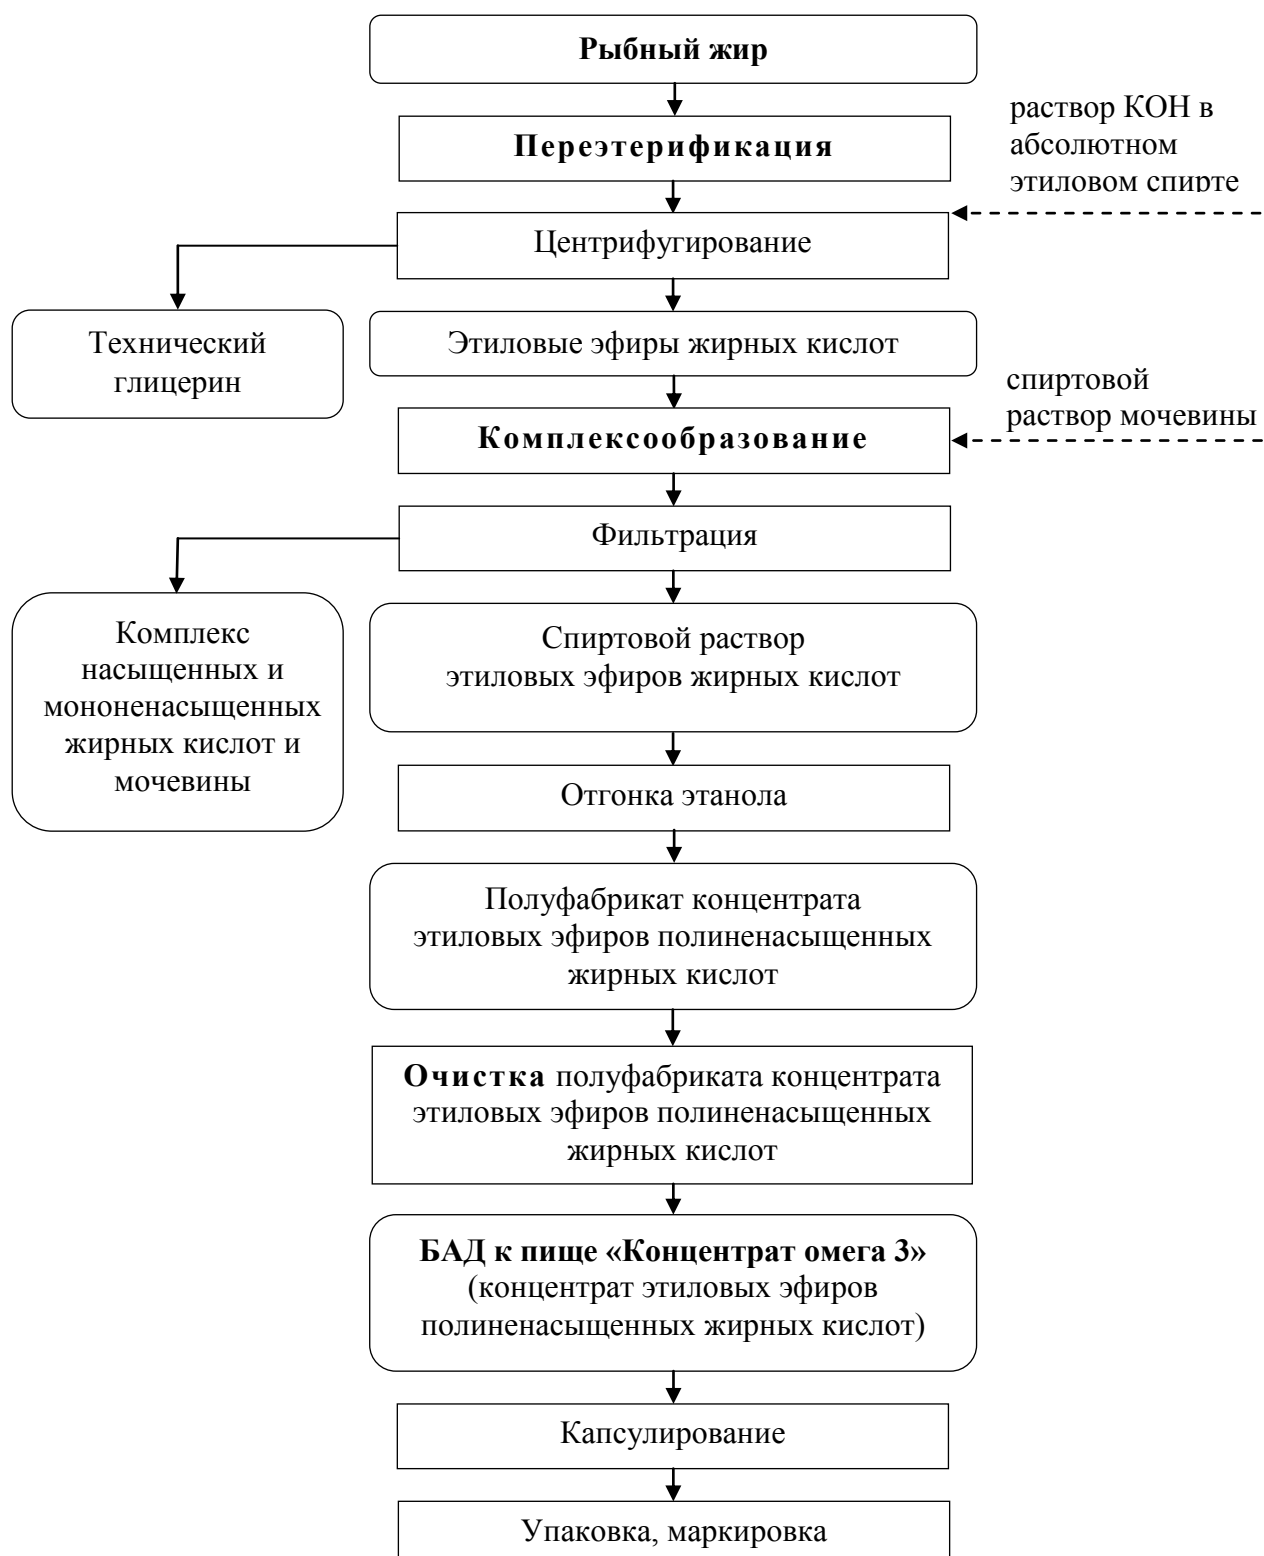 Рыбный жир
раствор КОН в
абсолютном
этиловом спирте
Переэтерификация
Центрифугирование
Технический
глицерин
Этиловые эфиры жирных кислот
спиртовой
раствор мочевины
Комплексообразование
Фильтрация
Комплекс
насыщенных и
мононенасыщенных
жирных кислот и
мочевины
Спиртовой раствор
этиловых эфиров жирных кислот
Отгонка этанола
Полуфабрикат концентрата
этиловых эфиров полиненасыщенных
жирных кислот
Очистка полуфабриката концентрата
этиловых эфиров полиненасыщенных
жирных кислот
БАД к пище «Концентрат омега 3»
(концентрат этиловых эфиров
полиненасыщенных жирных кислот)
Капсулирование
Упаковка, маркировка